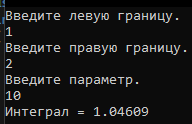 Введите левую границу.
1
Введите правую границу.
2
Введите параметр.
10
Интеграл = 1.04609